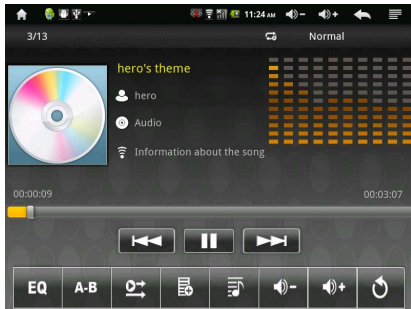 11:24 AM
3/13 Normal
hero's theme
hero
Audio
Information about the song
00:00:09 00:03:07
EQ A-B